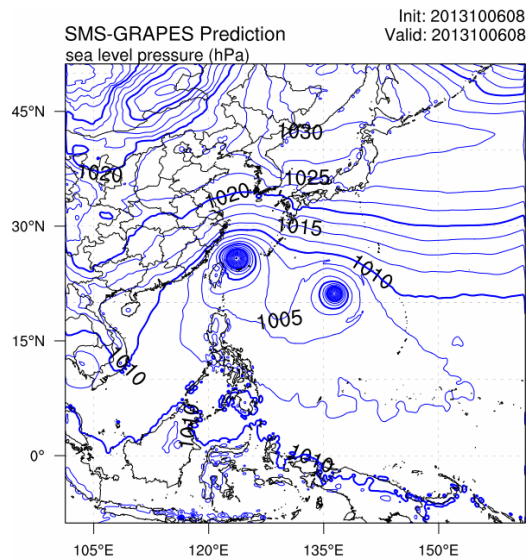 Init: 2013100608
SMS-GRAPES Prediction
Valid: 2013100608
sea level pressure (hPa)
45°N
1030
1020
1025
1020
30°N
1015
1010
1005
15°N
1010
1010
0°
1010
105°E
120°E
135°E
150°E